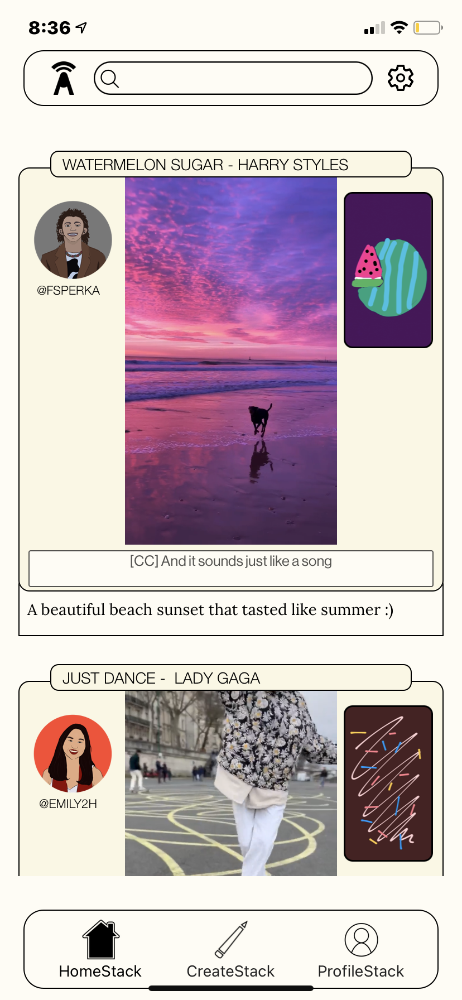 8:36
WATERMELON SUGAR - HARRY STYLES
@FSPERKA
[CC] And it sounds just like a song
A beautiful beach sunset that tasted like summer :)
JUST DANCE -  LADY GAGA
@EMILY2H
HomeStack
CreateStack
ProfileStack